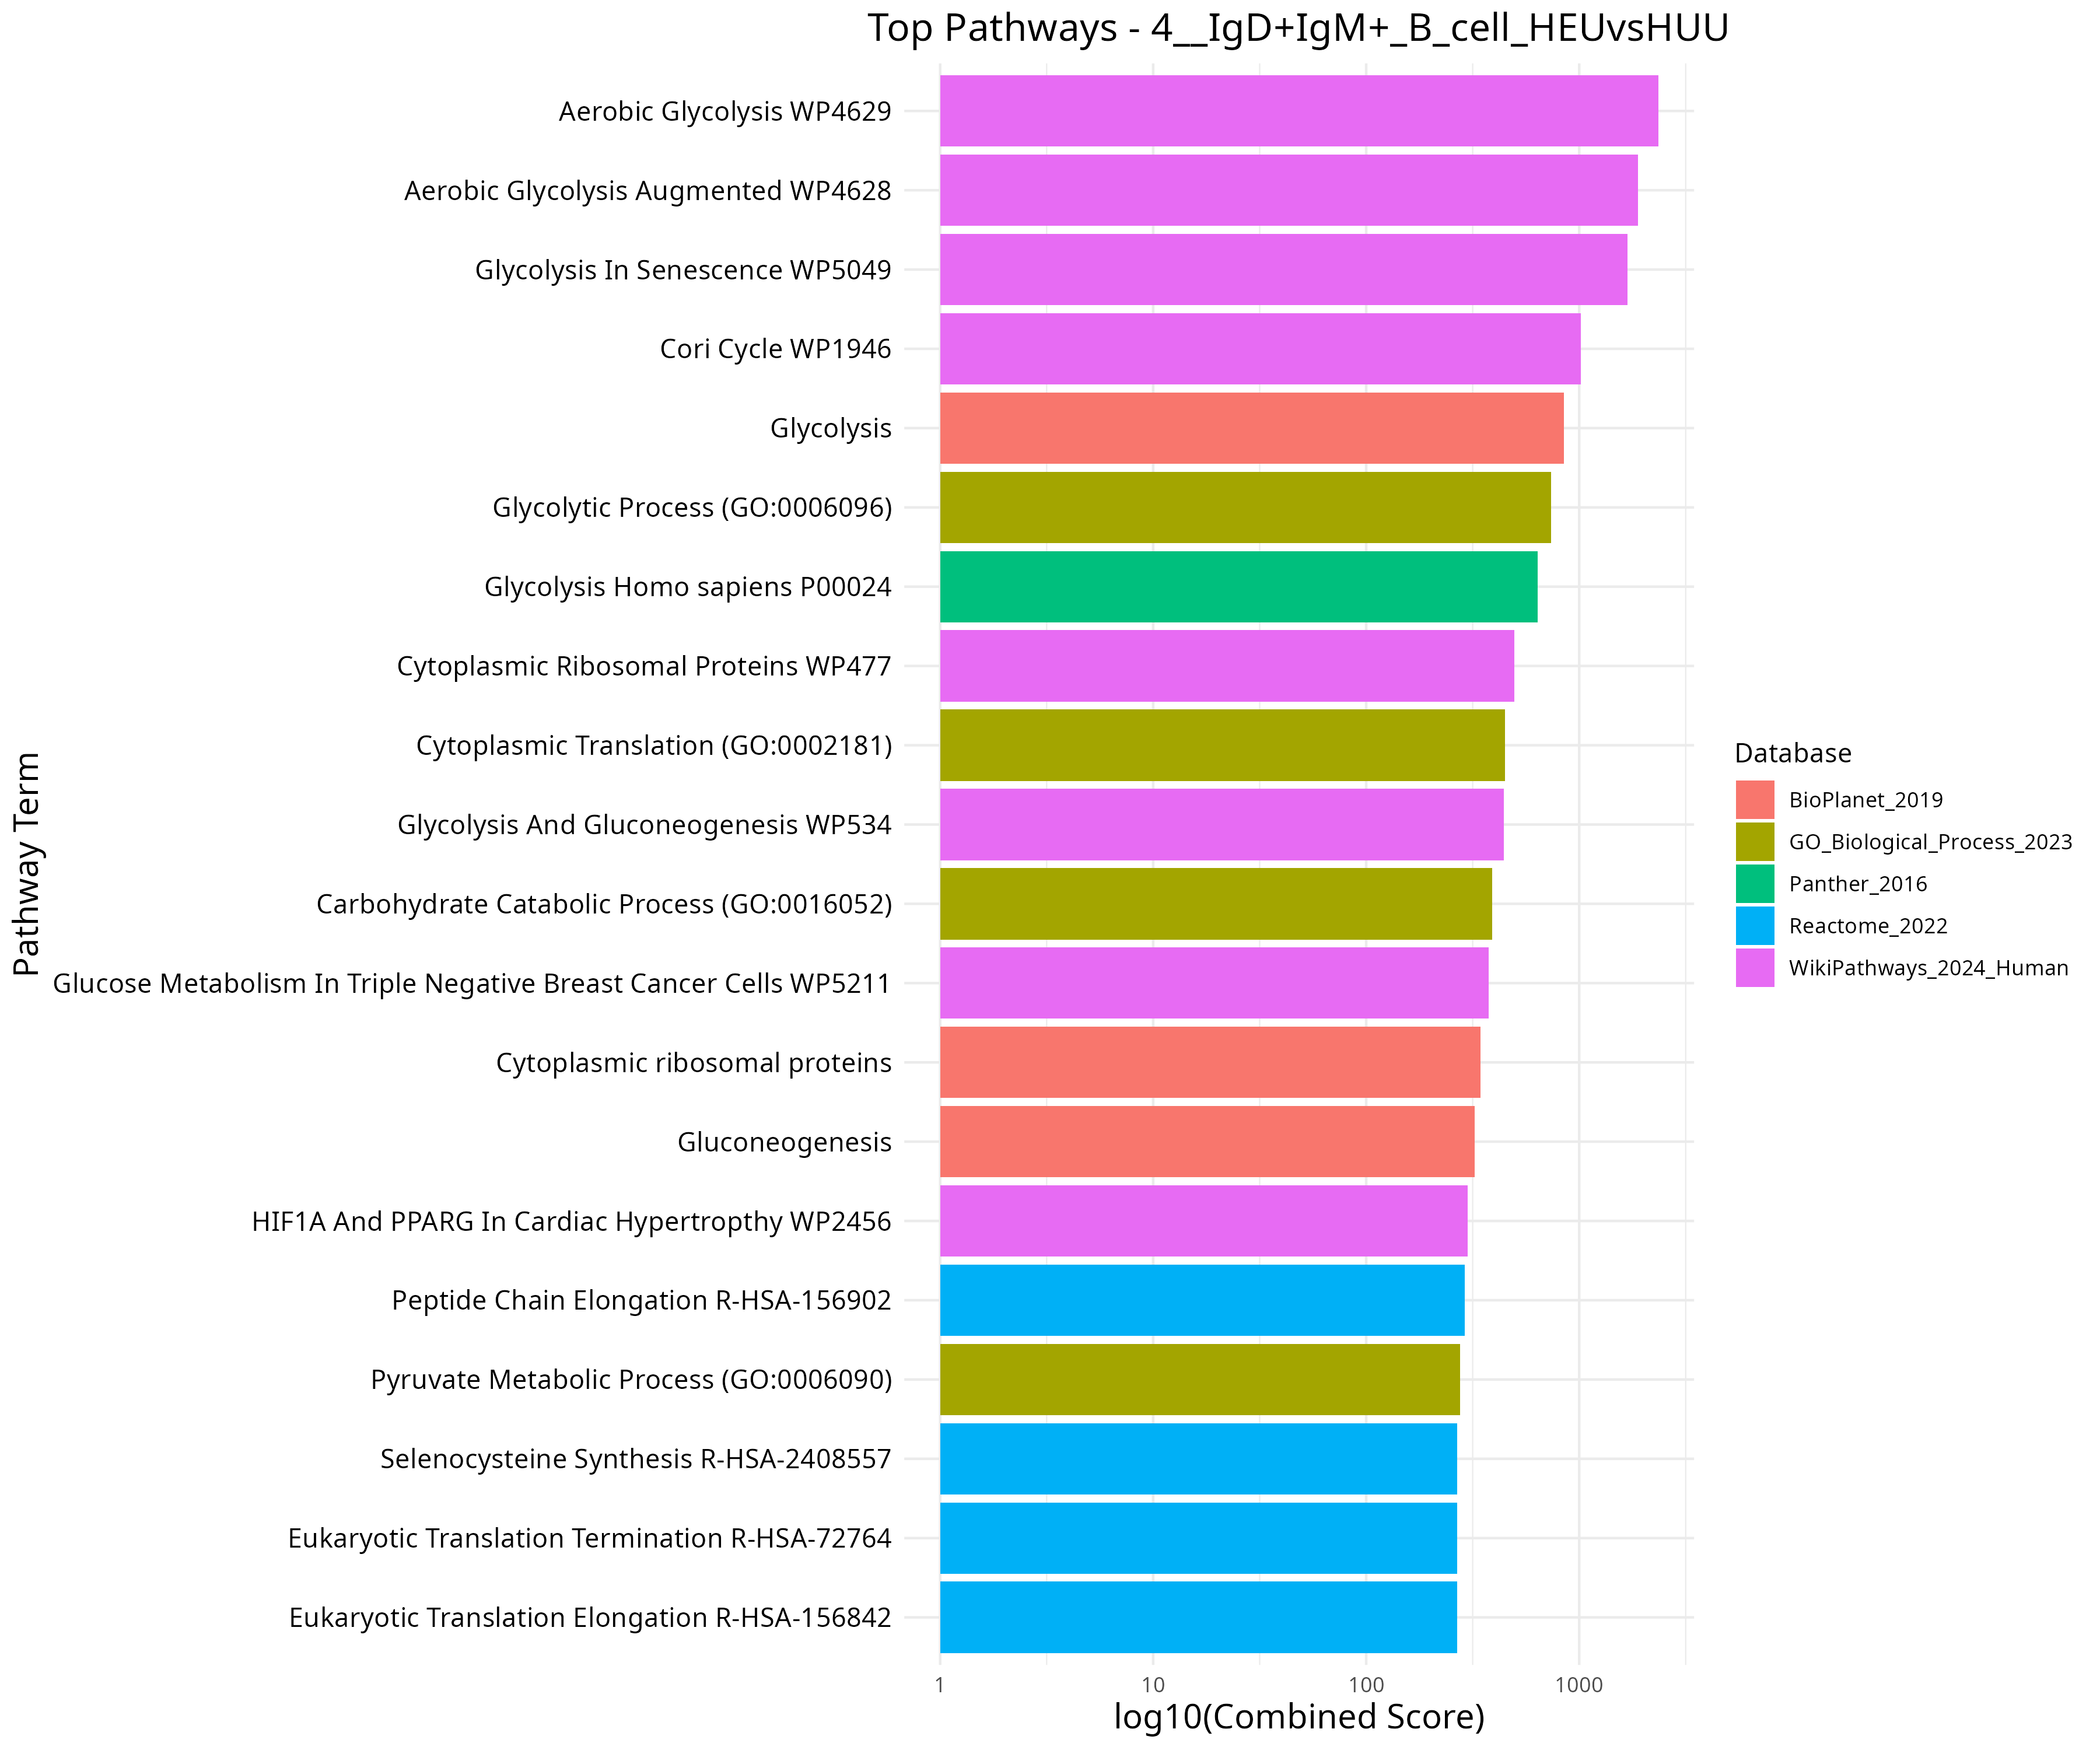 Top Pathways - 4__IgD+IgM+_B_cell_HEUvsHUU
Pathway Term
Aerobic Glycolysis WP4629
Aerobic Glycolysis Augmented WP4628
Glycolysis In Senescence WP5049
Cori Cycle WP1946
Glycolysis
Glycolytic Process (GO:0006096)
Glycolysis Homo sapiens P00024
Cytoplasmic Ribosomal Proteins WP477
Cytoplasmic Translation (GO:0002181)
Glycolysis And Gluconeogenesis WP534
Carbohydrate Catabolic Process (GO:0016052)
Glucose Metabolism In Triple Negative Breast Cancer Cells WP5211
Cytoplasmic ribosomal proteins
Gluconeogenesis
HIF1A And PPARG In Cardiac Hypertropthy WP2456
Peptide Chain Elongation R-HSA-156902
Pyruvate Metabolic Process (GO:0006090)
Selenocysteine Synthesis R-HSA-2408557
Eukaryotic Translation Termination R-HSA-72764
Eukaryotic Translation Elongation R-HSA-156842
1 10 100 1000
log10(Combined Score)
Database
BioPlanet_2019
GO_Biological_Process_2023
Panther_2016
Reactome_2022
WikiPathways_2024_Human